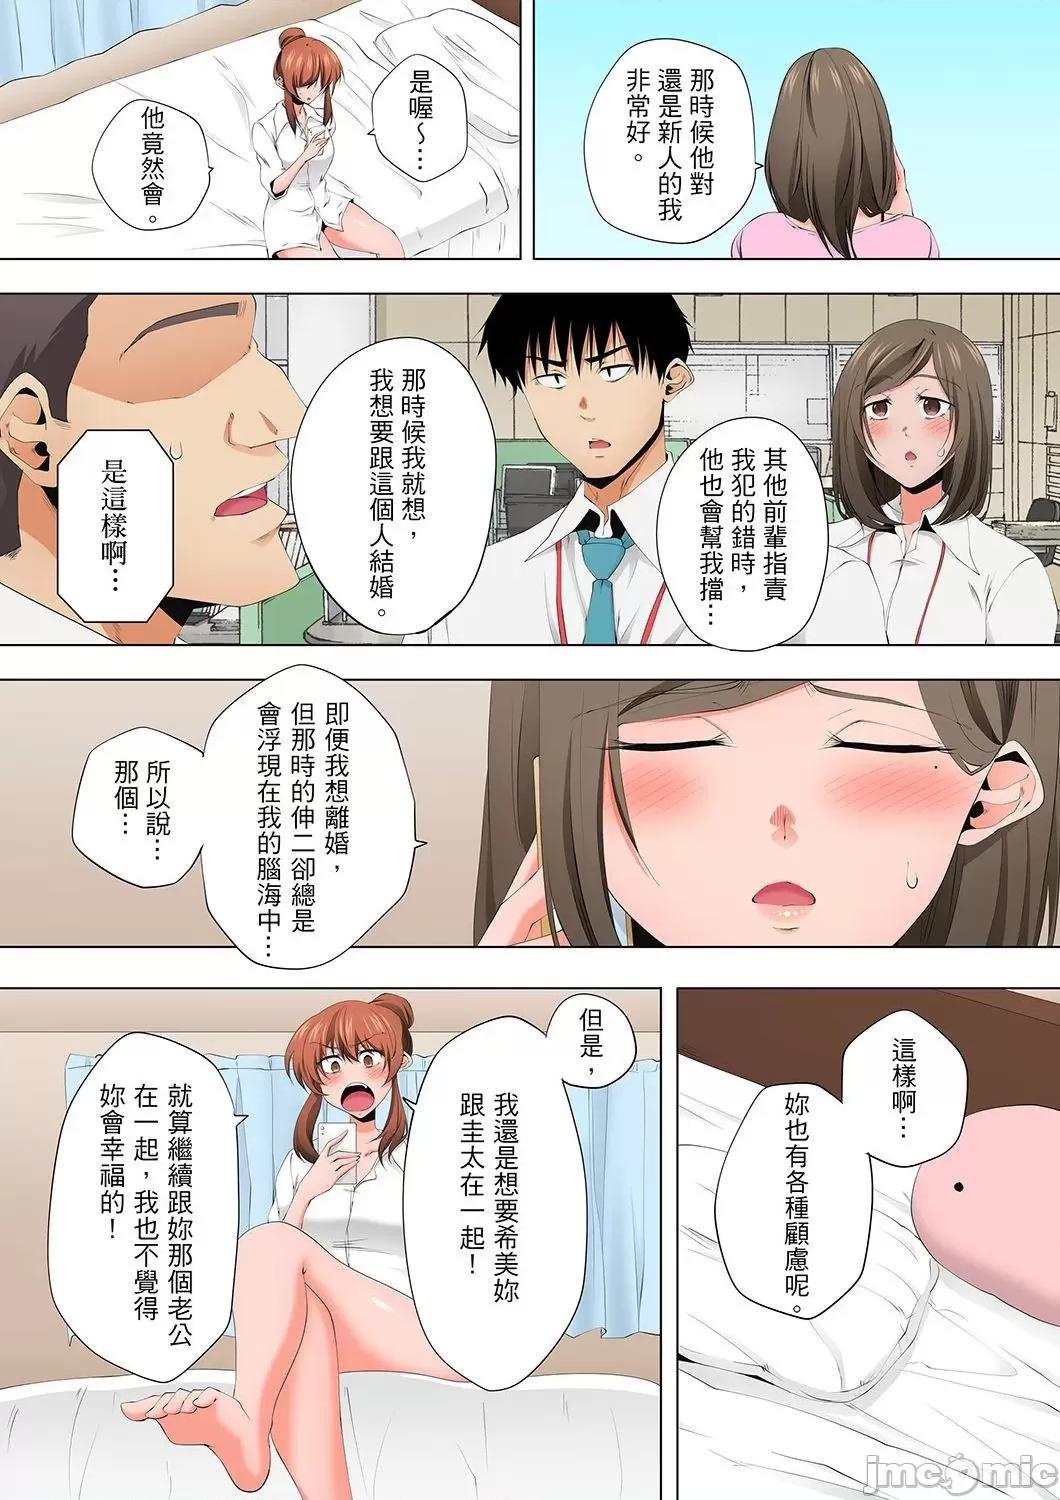 那時候他對
還是新人的我
非常好。
是喔～…
他竟然會。
其他前輩指責
我犯的錯時，
他也會幫我擋…
那時候我就想，
我想要跟這個人結婚。
是這樣啊…
即便我想離婚，
但那時的伸二卻總是
會浮現在我的腦海中…
所以說…
那個…
這樣啊…
妳也有各種顧慮呢。
但是，
我還是想要希美妳
跟圭太在一起！
就算繼續跟妳那個老公
在一起，我也不覺得
妳會幸福的！
jmcomic